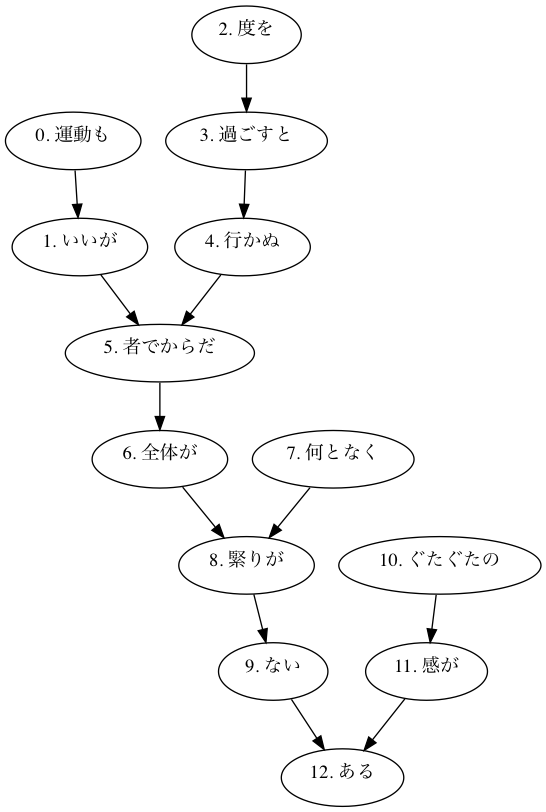 2. 度を
0. 運動も
3. 過ごすと
1. いいが
4. 行かぬ
5. 者でからだ
6. 全体が
7. 何となく
8. 緊りが
10. ぐたぐたの
9. ない
11. 感が
12. ある